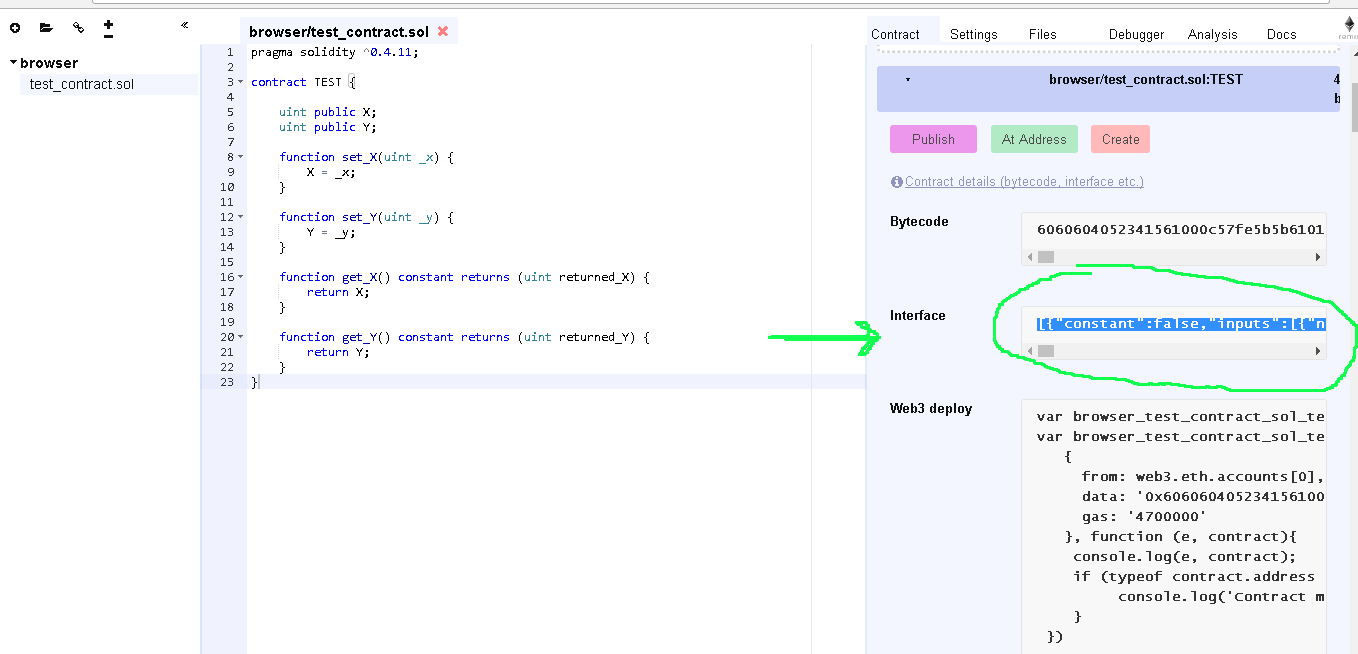 «
browser/test_contract.sol
browser
test_contract.sol
1 pragma solidity ^0.4.11;
2
3 contract TEST {
4
5 uint public X;
6 uint public Y;
7
8 function set_X(uint _x) {
9 X = _x;
10 }
11
12 function set_Y(uint _y) {
13 Y = _y;
14 }
15
16 function get_X() constant returns (uint returned_X) {
17 return X;
18 }
19
20 function get_Y() constant returns (uint returned_Y) {
21 return Y;
22 }
23 }
Contract Settings Files Debugger Analysis Docs
browser/test_contract.sol:TEST 4
b
Publish At Address Create
Contract details (bytecode, interface etc.)
Bytecode
6060604052341561000c57fe5b5b6101
Interface
[{"constant":false,"inputs":[{"n
Web3 deploy
var browser_test_contract_sol_te
var browser_test_contract_sol_te
{
from: web3.eth.accounts[0],
data: '0x606060405234156100
gas: '4700000'
}, function (e, contract){
console.log(e, contract);
if (typeof contract.address
console.log('Contract m
}
})